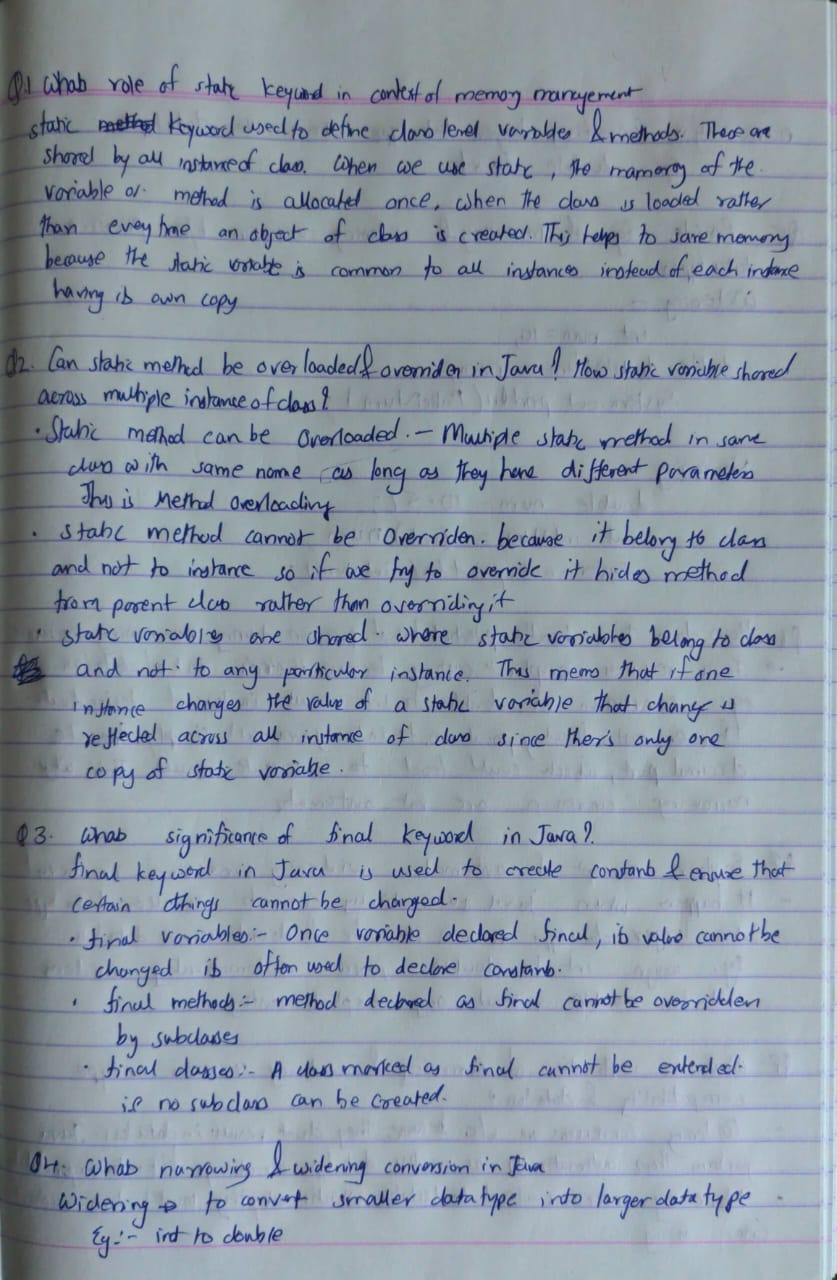 Q.1 Whab role of static keyword in context of memory mangement
static keyword used to define class level variables & methods. These are
shared by all instance of class. When we use static, the mamerory of the
variable or method is allocated once, when the class is loaded rather
than every time an object of class is created. This helps to save memory
because the static variable is common to all instances instead of each instance
having ib own copy
Q2. Can static method be overloaded & overriden in Java? How static variable shared
across multiple instance of class?
• Static method can be Overloaded. - Multiple static method in same
class with same name as long as they have different parameters
This is Method overloading
• static method cannot be Overriden. because it belong to class
and not to instance so if we try to override it hides method
from parent class rather than overriding it
• static variables are shared. where static variables belong to class
and not to any particular instance. This means that if one
instance changes the value of a static variable that change is
reflected across all instance of class since ther's only one
copy of static variable.
Q3. Whab significance of final keyword in Java?
final keyword in Java is used to create constanb & ensure that
certain things cannot be changed.
• final variables:- Once variable declared final, ib value cannot be
changed ib often used to declare constanb.
• final methods:- method declared as final cannot be overridden
by subclasses
• final classes:- A class marked as final cannot be extended.
ie no subclass can be created.
Q4. Whab narrowing & widening conversion in Java
Widening → to convert smaller datatype into larger data type
Eg:- int to double